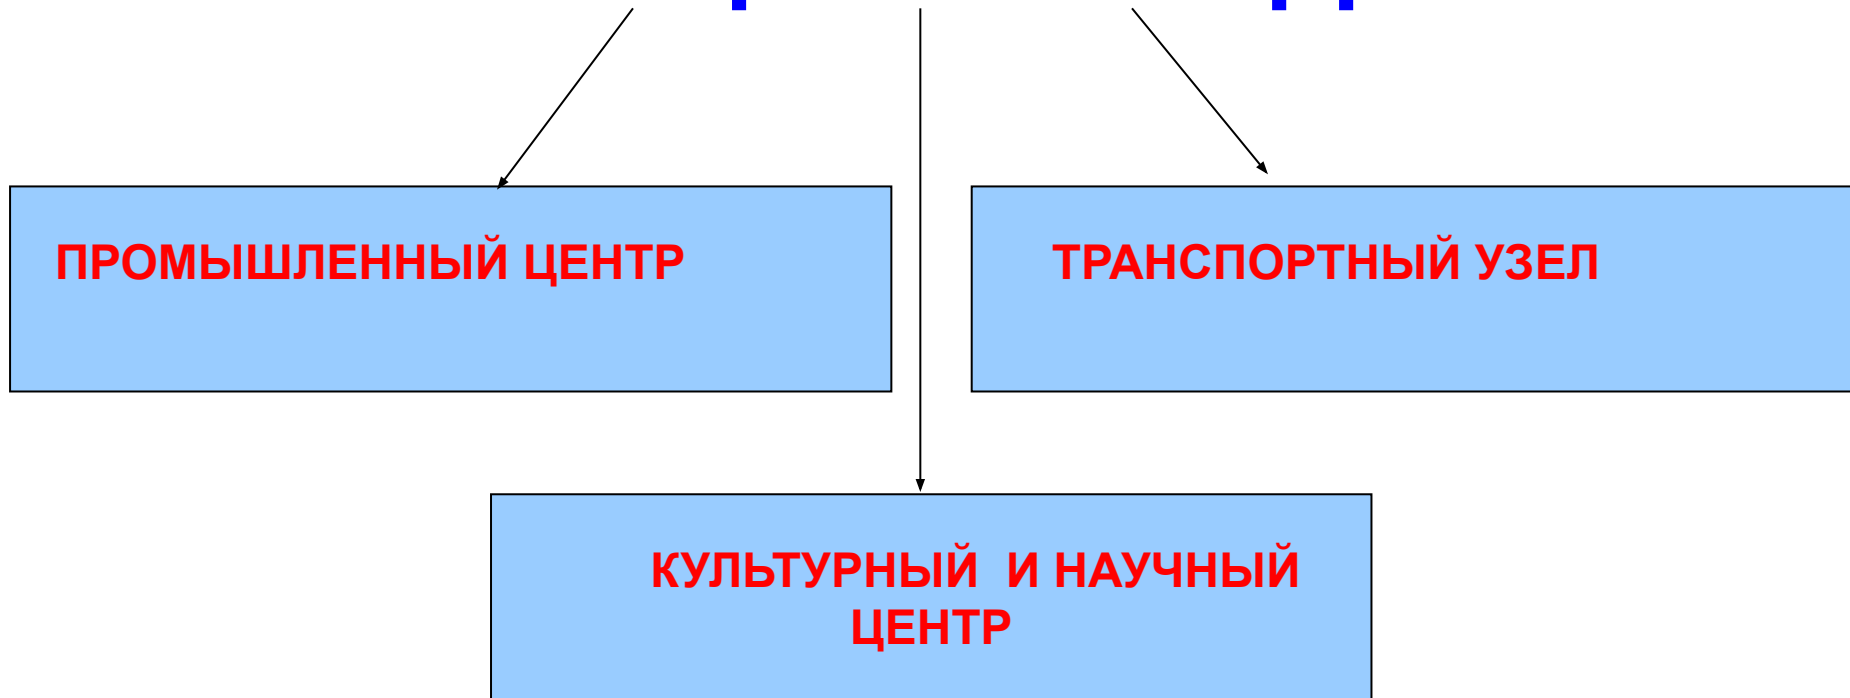 ПРОМЫШЛЕННЫЙ ЦЕНТР
ТРАНСПОРТНЫЙ УЗЕЛ
КУЛЬТУРНЫЙ И НАУЧНЫЙ
ЦЕНТР